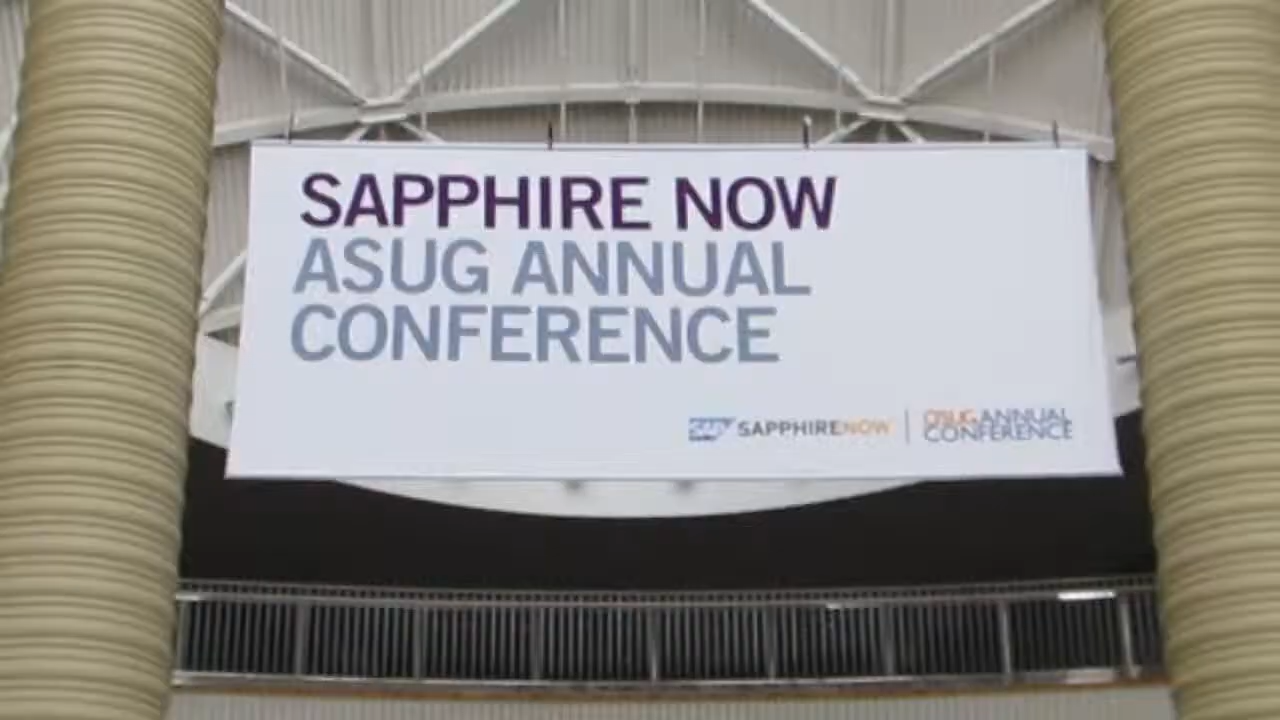 SAPPHIRE NOW
ASUG ANNUAL
CONFERENCE
SAP SAPPHIRENOW
ASUG ANNUAL
CONFERENCE